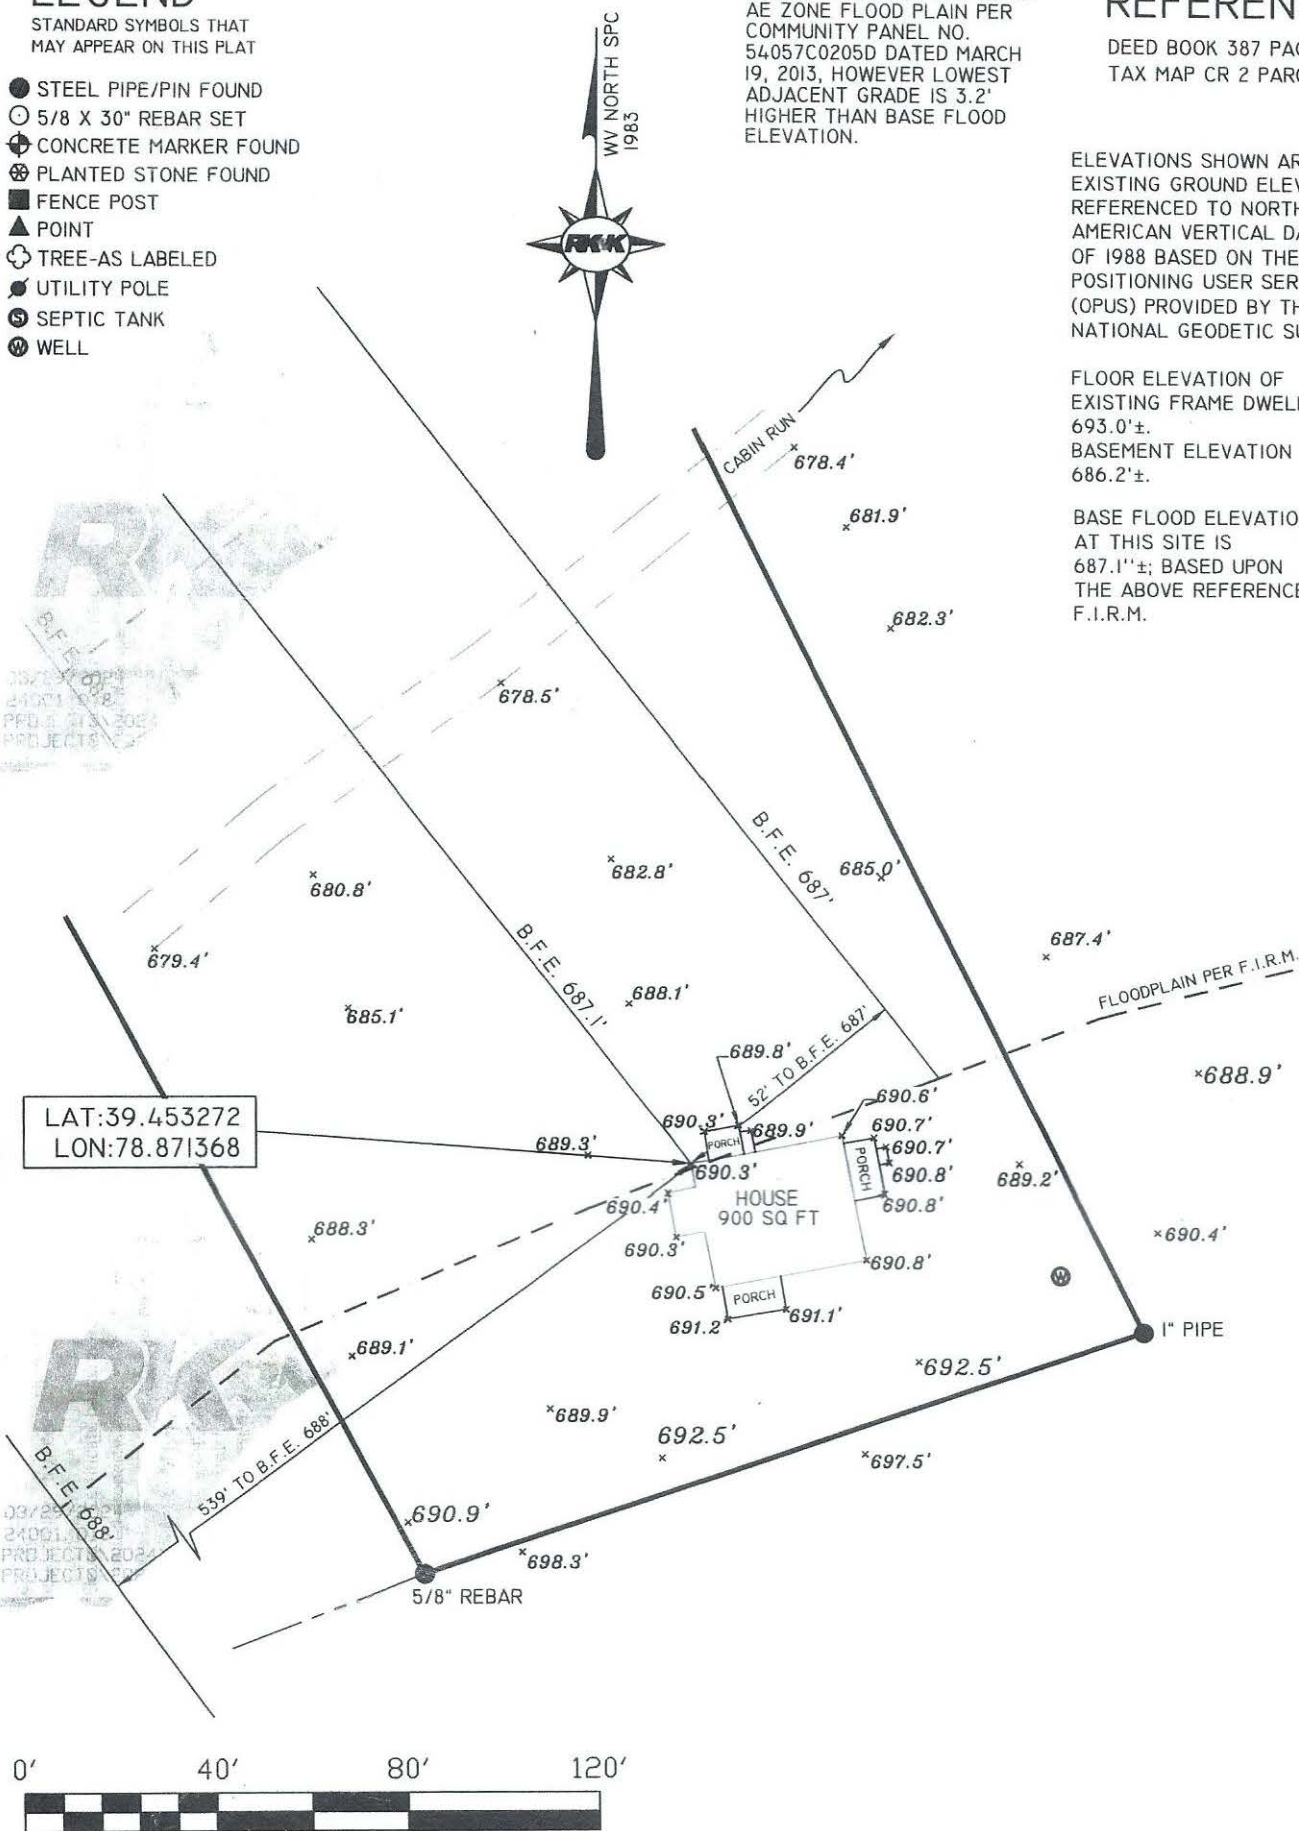 LEGEND
STANDARD SYMBOLS THAT
MAY APPEAR ON THIS PLAT
STEEL PIPE/PIN FOUND
5/8 X 30" REBAR SET
CONCRETE MARKER FOUND
PLANTED STONE FOUND
FENCE POST
POINT
TREE-AS LABELED
UTILITY POLE
S SEPTIC TANK
W WELL
WV NORTH SPC
1983
RK&K
AE ZONE FLOOD PLAIN PER
COMMUNITY PANEL NO.
54057C0205D DATED MARCH
19, 2013, HOWEVER LOWEST
ADJACENT GRADE IS 3.2'
HIGHER THAN BASE FLOOD
ELEVATION.
REFEREN
DEED BOOK 387 PAG
TAX MAP CR 2 PARC
ELEVATIONS SHOWN AR
EXISTING GROUND ELEV
REFERENCED TO NORTH
AMERICAN VERTICAL DA
OF 1988 BASED ON THE
POSITIONING USER SER
(OPUS) PROVIDED BY TH
NATIONAL GEODETIC SU
FLOOR ELEVATION OF
EXISTING FRAME DWELL
693.0'±.
BASEMENT ELEVATION
686.2'±.
BASE FLOOD ELEVATIO
AT THIS SITE IS
687.1''±; BASED UPON
THE ABOVE REFERENCE
F.I.R.M.
CABIN RUN
678.4'
681.9'
682.3'
678.5'
B.F.E. 687'
682.8'
685.0'
680.8'
679.4'
B.F.E. 687.1'
687.4'
FLOODPLAIN PER F.I.R.M.
688.1'
685.1'
689.8'
52' TO B.F.E. 687'
688.9'
LAT:39.453272
LON:78.871368
690.6'
690.3'
689.9'
690.7'
690.7'
689.3'
PORCH
690.3'
PORCH
690.8'
689.2'
690.4'
HOUSE
900 SQ FT
690.8'
688.3'
690.3'
690.4'
690.8'
W
690.5'
PORCH
691.2
691.1'
1" PIPE
689.1'
692.5'
689.9'
692.5'
697.5'
B.F.E. 688'
539' TO B.F.E. 688'
690.9'
698.3'
5/8" REBAR
RK
03/29/2024
PROJECTS\2024
0' 40' 80' 120'